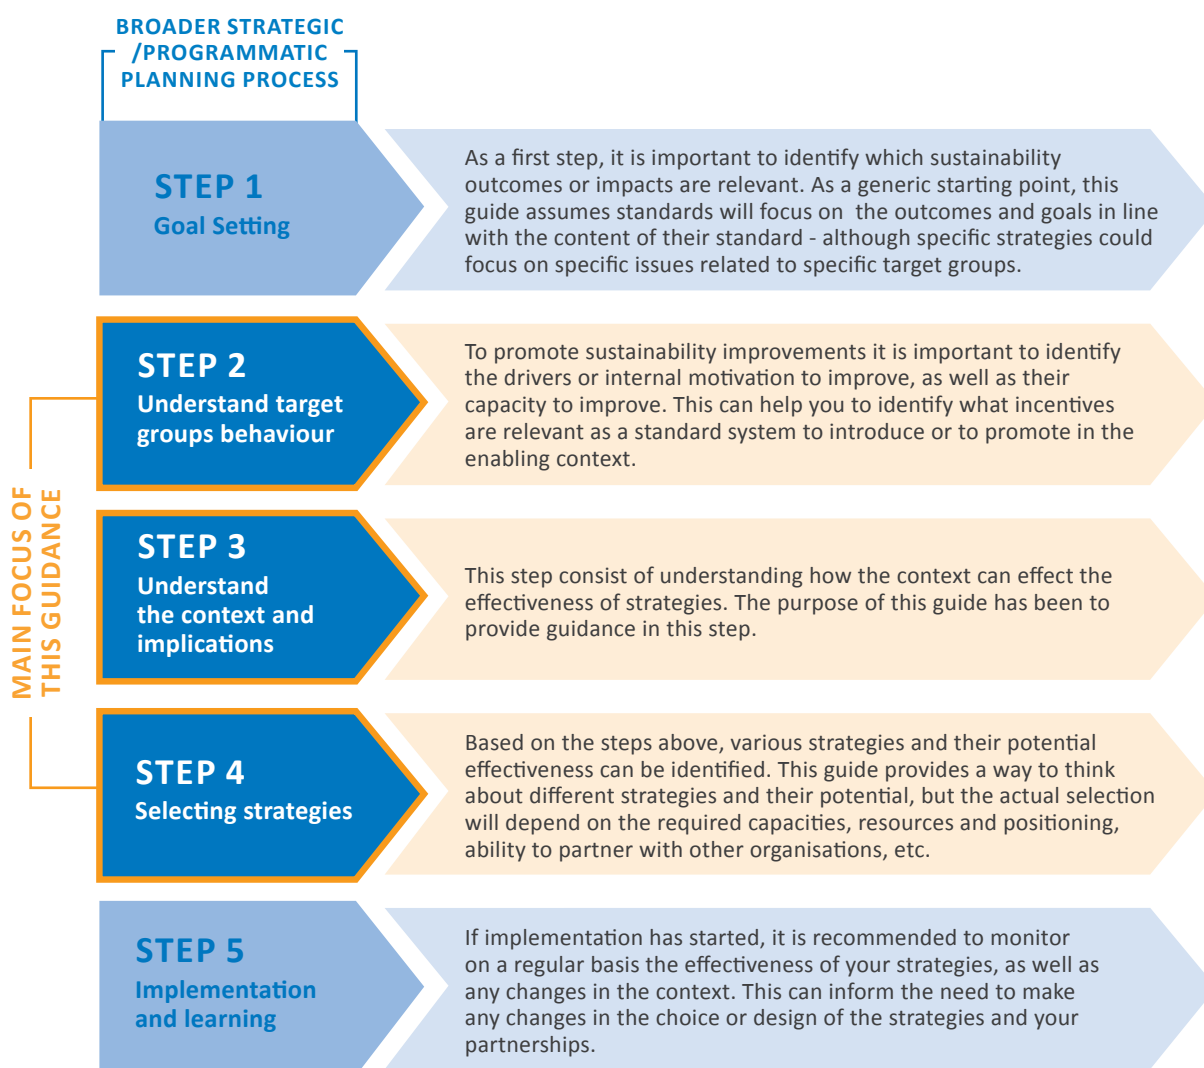 BROADER STRATEGIC
/PROGRAMMATIC
PLANNING PROCESS
STEP 1
Goal Setting
As a first step, it is important to identify which sustainability
outcomes or impacts are relevant. As a generic starting point, this
guide assumes standards will focus on  the outcomes and goals in line
with the content of their standard - although specific strategies could
focus on specific issues related to specific target groups.
MAIN FOCUS OF
THIS GUIDANCE
STEP 2
Understand target
groups behaviour
To promote sustainability improvements it is important to identify
the drivers or internal motivation to improve, as well as their
capacity to improve. This can help you to identify what incentives
are relevant as a standard system to introduce or to promote in the
enabling context.
STEP 3
Understand
the context and
implications
This step consist of understanding how the context can effect the
effectiveness of strategies. The purpose of this guide has been to
provide guidance in this step.
STEP 4
Selecting strategies
Based on the steps above, various strategies and their potential
effectiveness can be identified. This guide provides a way to think
about different strategies and their potential, but the actual selection
will depend on the required capacities, resources and positioning,
ability to partner with other organisations, etc.
STEP 5
Implementation
and learning
If implementation has started, it is recommended to monitor
on a regular basis the effectiveness of your strategies, as well as
any changes in the context. This can inform the need to make
any changes in the choice or design of the strategies and your
partnerships.